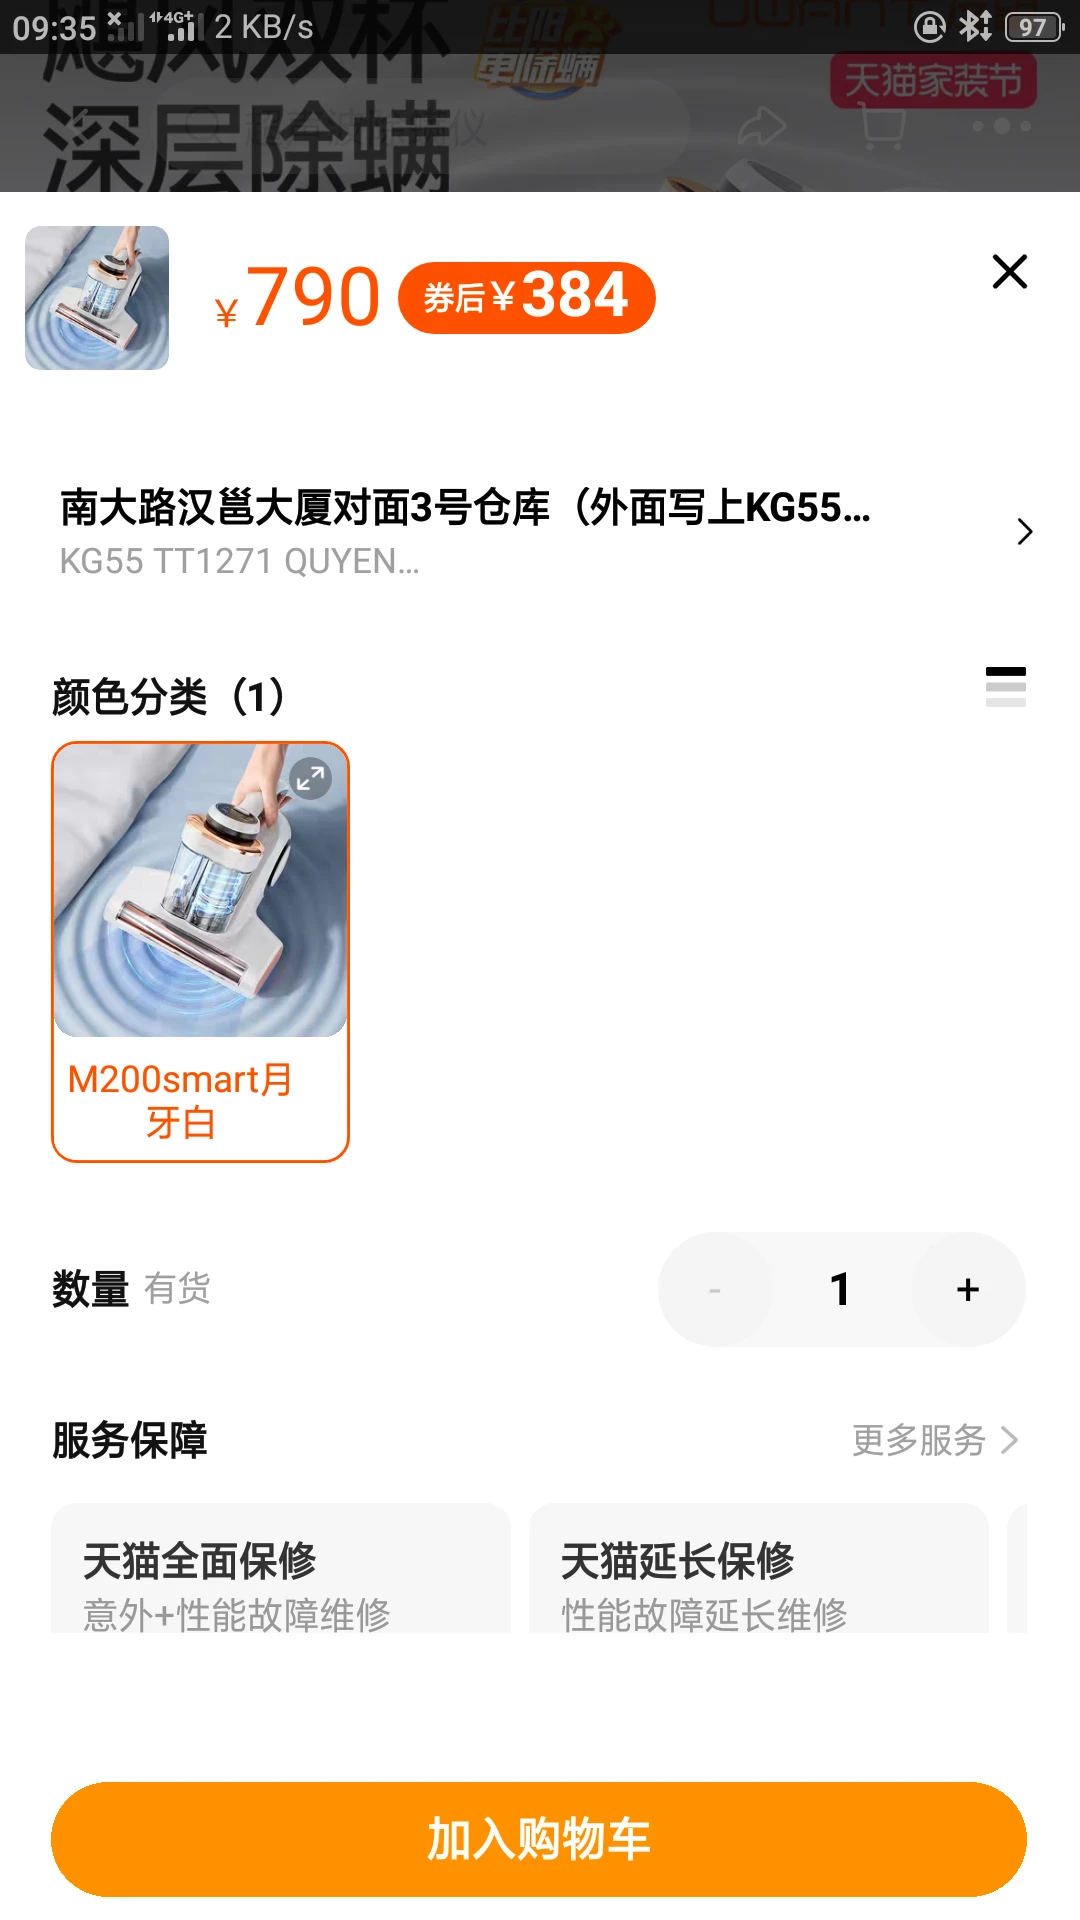 09:35 4G+ 2 KB/s 97
飓风双杯
天猫家装节
深层除螨
¥790 券后¥384
南大路汉邕大厦对面3号仓库（外面写上KG55...
KG55 TT1271 QUYEN...
颜色分类（1）
M200smart月
牙白
数量 有货
- 1 +
服务保障 更多服务
天猫全面保修 天猫延长保修
意外+性能故障维修 性能故障延长维修
加入购物车